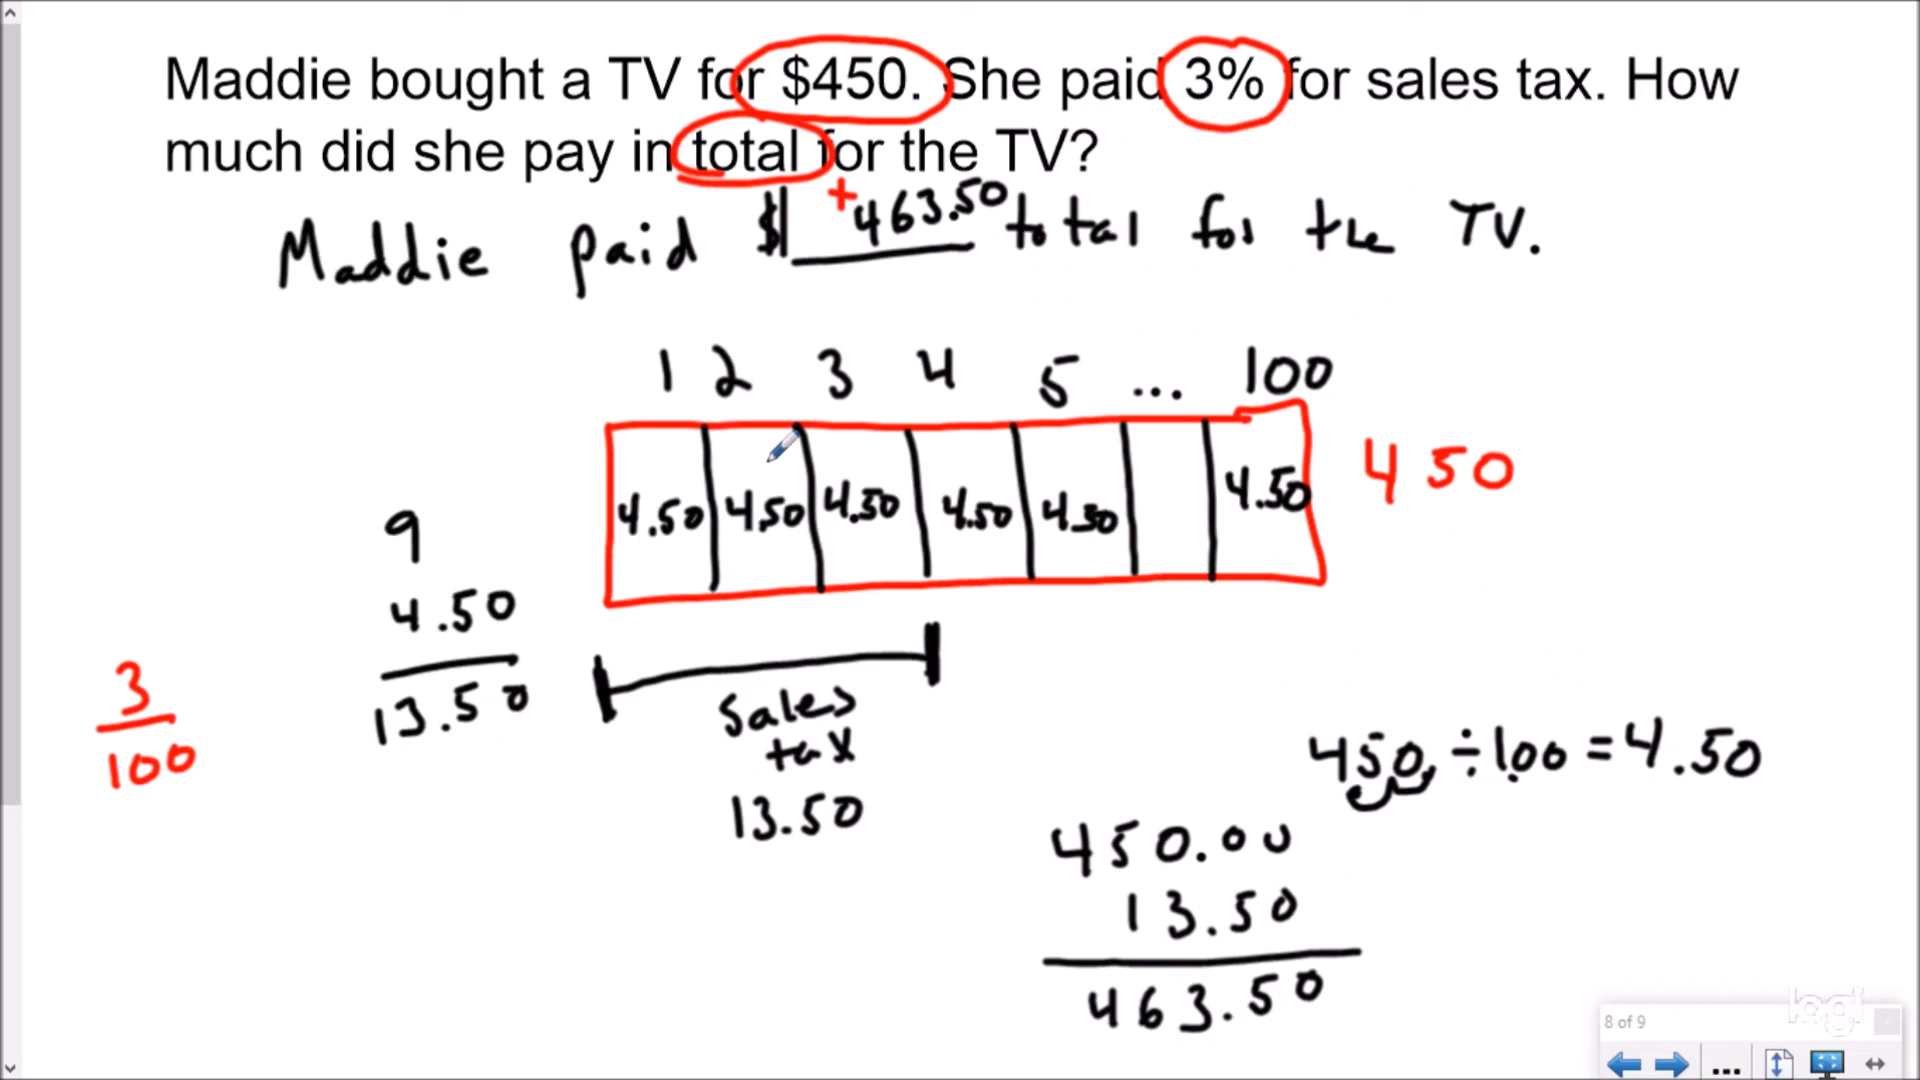 Maddie bought a TV for $450. She paid 3% for sales tax. How
much did she pay in total for the TV?
+
Maddie paid $ 463.50 total for the TV.
1 2 3 4 5 ... 100
4.50 4.50 4.50 4.50 4.50 4.50 450
9
4.50
13.50
3
100
Sales
tax
13.50
450. ÷ 100 = 4.50
450.00
13.50
463.50
logi
8 of 9
...